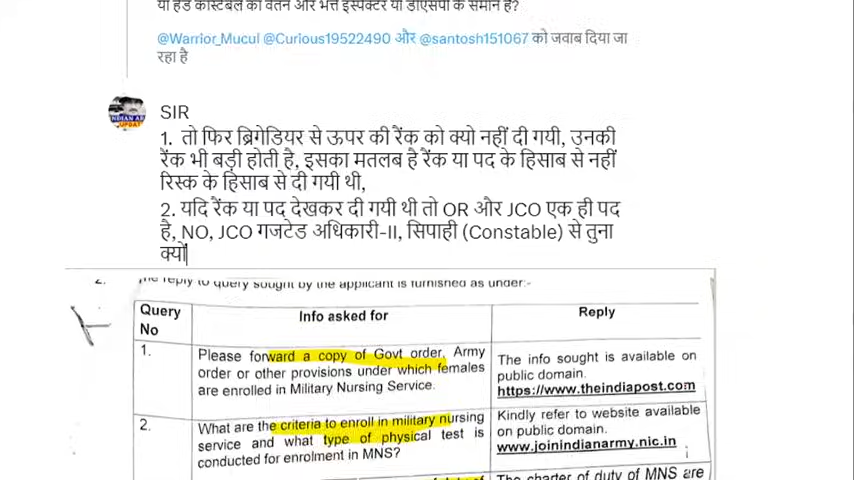 या हेड कांस्टेबल का वेतन और भत्ते इंस्पेक्टर या डीएसपी के समान है?
@Warrior_Mucul @Curious19522490 और @santosh151067 को जवाब दिया जा
रहा है
SIR
1. तो फिर ब्रिगेडियर से ऊपर की रैंक को क्यो नहीं दी गयी, उनकी
रैंक भी बड़ी होती है, इसका मतलब है रैंक या पद के हिसाब से नहीं
रिस्क के हिसाब से दी गयी थी,
2. यदि रैंक या पद देखकर दी गयी थी तो OR और JCO एक ही पद
है, NO, JCO गजटेड अधिकारी-II, सिपाही (Constable) से तुना
क्यो
2. The reply to query sought by the applicant is furnished as under:-
Query No
Info asked for
Reply
1.
Please forward a copy of Govt order, Army
order or other provisions under which females
are enrolled in Military Nursing Service.
The info sought is available on
public domain.
https://www.theindiapost.com
2.
What are the criteria to enroll in military nursing
service and what type of physical test is
conducted for enrolment in MNS?
Kindly refer to website available
on public domain.
www.joinindianarmy.nic.in
The charter of duty of MNS are